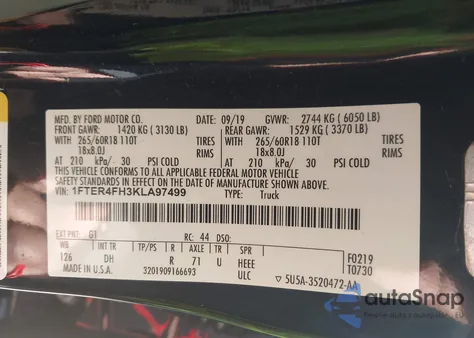 MFD. BY FORD MOTOR CO.
DATE: 09/19 GVWR: 2744 KG ( 6050 LB)
FRONT GAWR: 1420 KG ( 3130 LB) REAR GAWR: 1529 KG ( 3370 LB)
WITH 265/60R18 110T TIRES WITH 265/60R18 110T TIRES
18x8.0J RIMS 18x8.0J RIMS
AT 210 kPa/ 30 PSI COLD AT 210 kPa/ 30 PSI COLD
THIS VEHICLE CONFORMS TO ALL APPLICABLE FEDERAL MOTOR VEHICLE
SAFETY AND THEFT PREVENTION STANDARDS IN EFFECT ON THE DATE OF MANUFACTURE SHOWN ABOVE.
VIN: 1FTER4FH3KLA97499 TYPE: Truck
EXT PNT: G1 RC: 44 DSO: F0219
WB INT TR TP/PS R AXLE TR SPR T0730
126 DH R 71 U HEEE
MADE IN U.S.A. 3201909166693 ULC
5U5A-3520472-AA
autoSnap